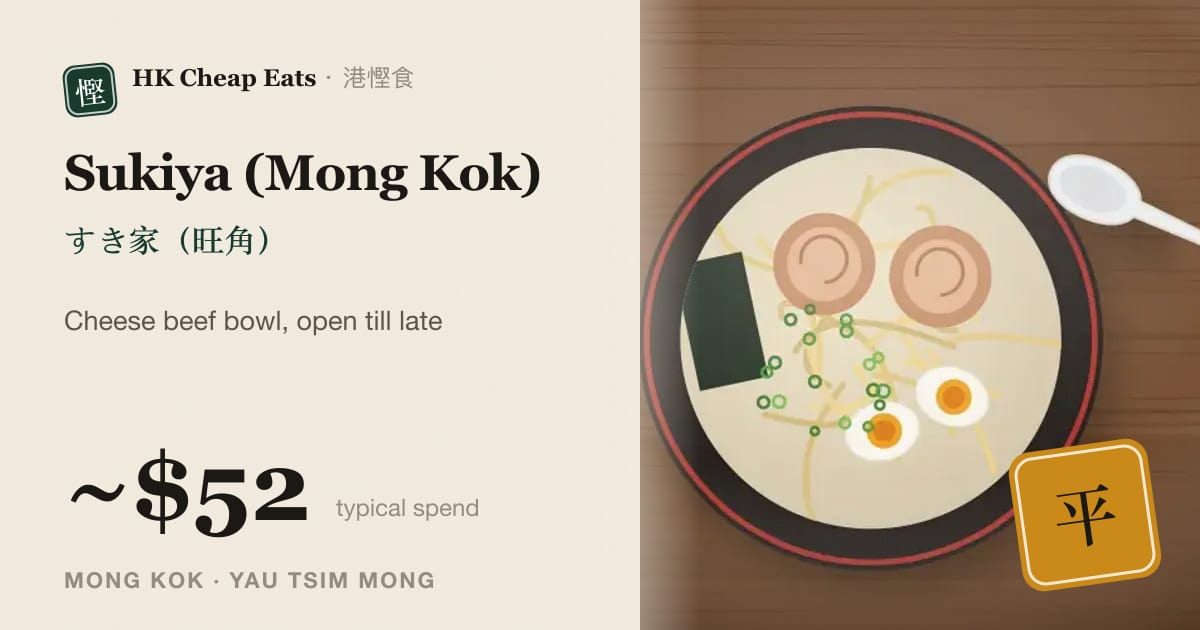 慳
HK Cheap Eats · 港慳食
Sukiya (Mong Kok)
すき家（旺角）
Cheese beef bowl, open till late
~$52 typical spend
MONG KOK · YAU TSIM MONG
平